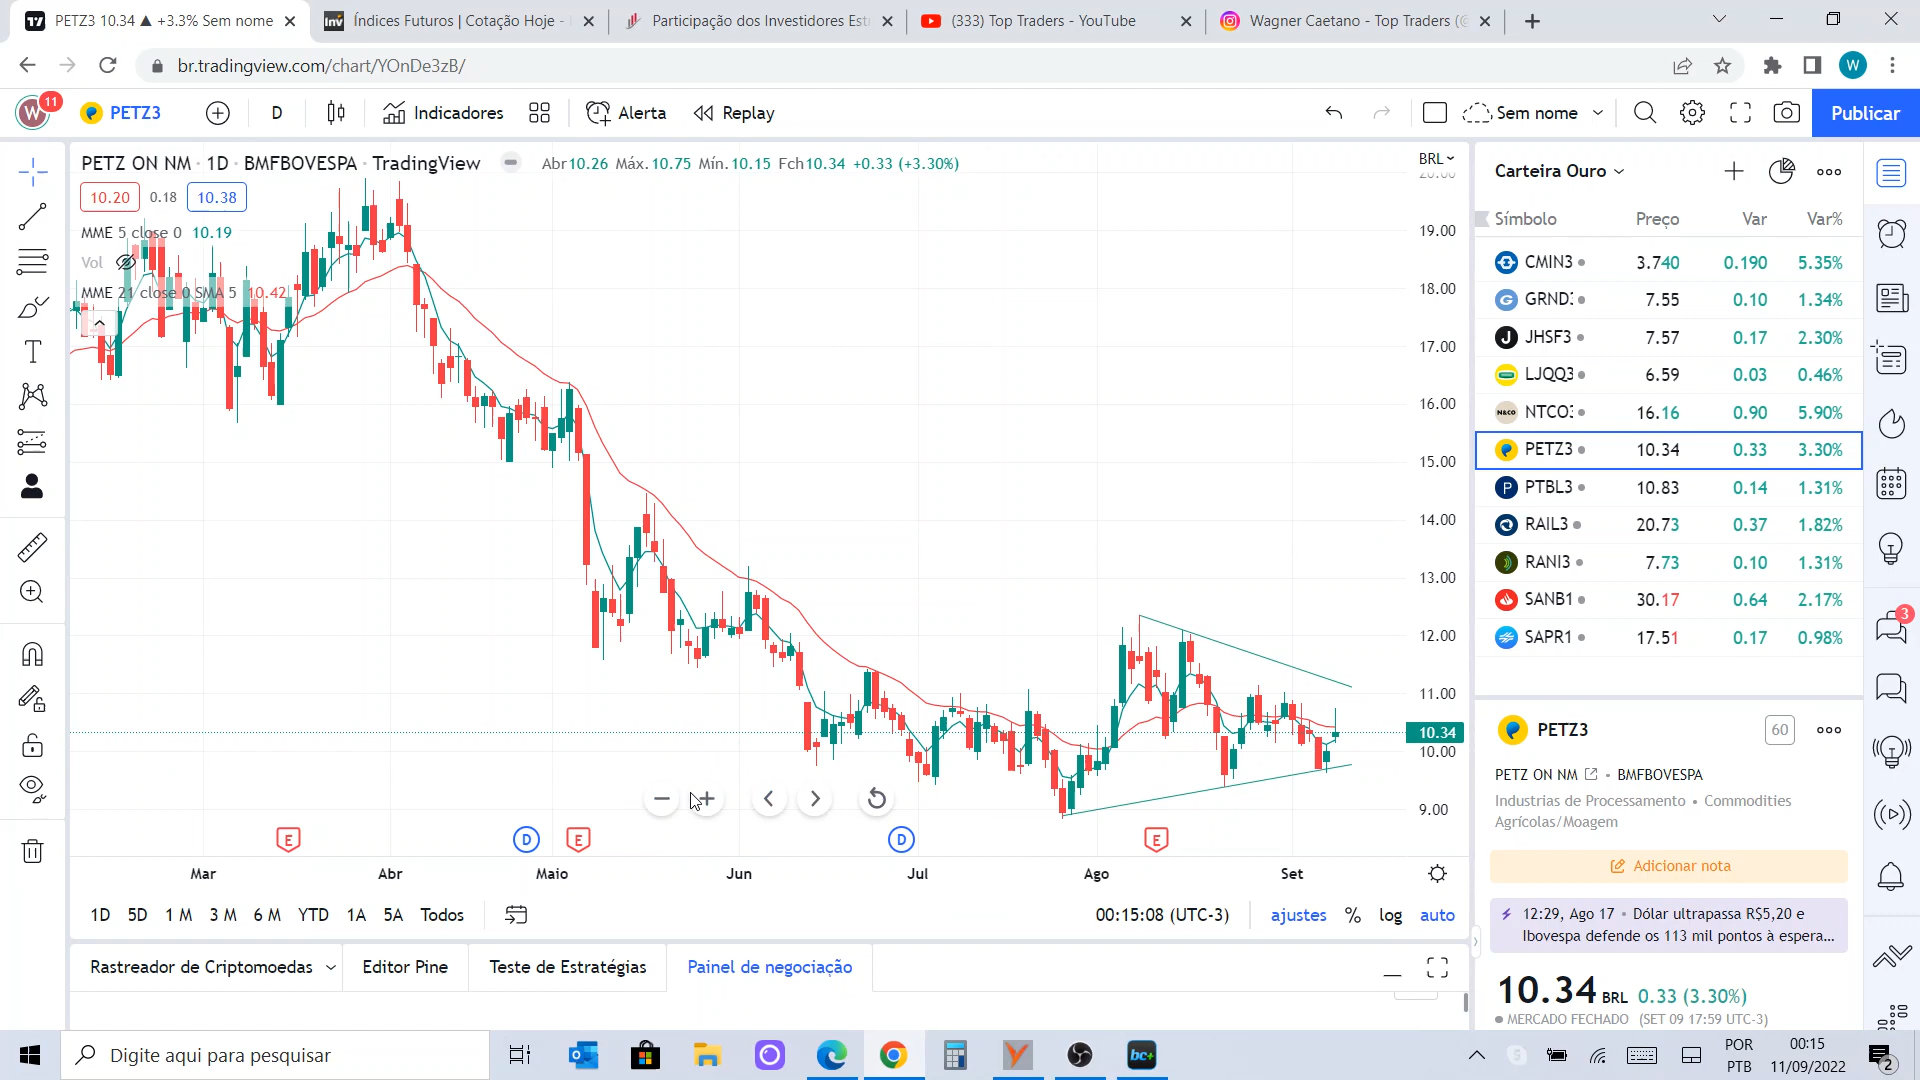 PETZ3 10.34 ▲ +3.3% Sem nome
Índices Futuros | Cotação Hoje -
Participação dos Investidores Est
(333) Top Traders - YouTube
Wagner Caetano - Top Traders (@
br.tradingview.com/chart/YOnDe3zB/
W
W 11
PETZ3
D
Indicadores
Alerta
Replay
Sem nome
Publicar
PETZ ON NM · 1D · BMFBOVESPA · TradingView
Abr10.26 Máx.10.75 Mín.10.15 Fch10.34 +0.33 (+3.30%)
10.20 0.18 10.38
MME 5 close 0 10.19
Vol
MME 21 close 0 SMA 5 10.42
BRL
20.00
19.00
18.00
17.00
16.00
15.00
14.00
13.00
12.00
11.00
10.34
10.00
9.00
E D E D E
Mar Abr Maio Jun Jul Ago Set
1D 5D 1 M 3 M 6 M YTD 1A 5A Todos
00:15:08 (UTC-3) ajustes % log auto
Rastreador de Criptomoedas Editor Pine Teste de Estratégias Painel de negociação
Carteira Ouro
Símbolo Preço Var Var%
CMIN3 3.740 0.190 5.35%
GRND3 7.55 0.10 1.34%
JHSF3 7.57 0.17 2.30%
LJQQ3 6.59 0.03 0.46%
NTCO3 16.16 0.90 5.90%
PETZ3 10.34 0.33 3.30%
PTBL3 10.83 0.14 1.31%
RAIL3 20.73 0.37 1.82%
RANI3 7.73 0.10 1.31%
SANB1 30.17 0.64 2.17%
SAPR1 17.51 0.17 0.98%
3
PETZ3 60
PETZ ON NM • BMFBOVESPA
Industrias de Processamento • Commodities
Agrícolas/Moagem
Adicionar nota
12:29, Ago 17 • Dólar ultrapassa R$5,20 e
Ibovespa defende os 113 mil pontos à espera...
10.34 BRL 0.33 (3.30%)
MERCADO FECHADO (SET 09 17:59 UTC-3)
Digite aqui para pesquisar
bc+
POR
PTB
00:15
11/09/2022
2